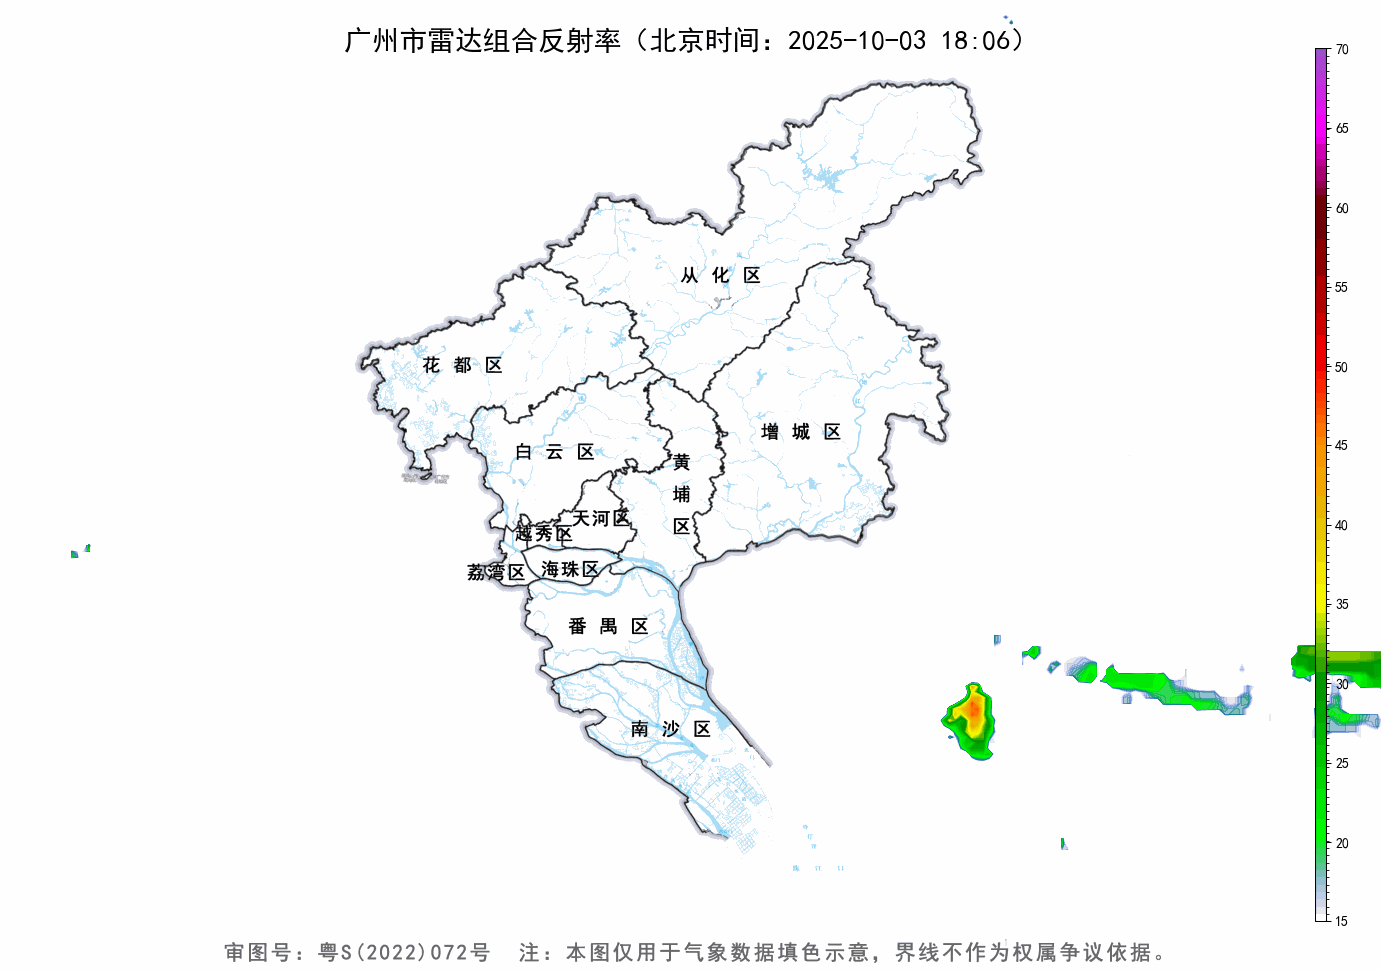 广州市雷达组合反射率（北京时间：2025-10-03 18:06）
70
65
60
55
50
45
40
35
30
25
20
15
从化区
花都区
增城区
白云区
黄埔区
天河区
越秀区
海珠区
荔湾区
番禺区
南沙区
审图号：粤S(2022)072号 注：本图仅用于气象数据填色示意，界线不作为权属争议依据。